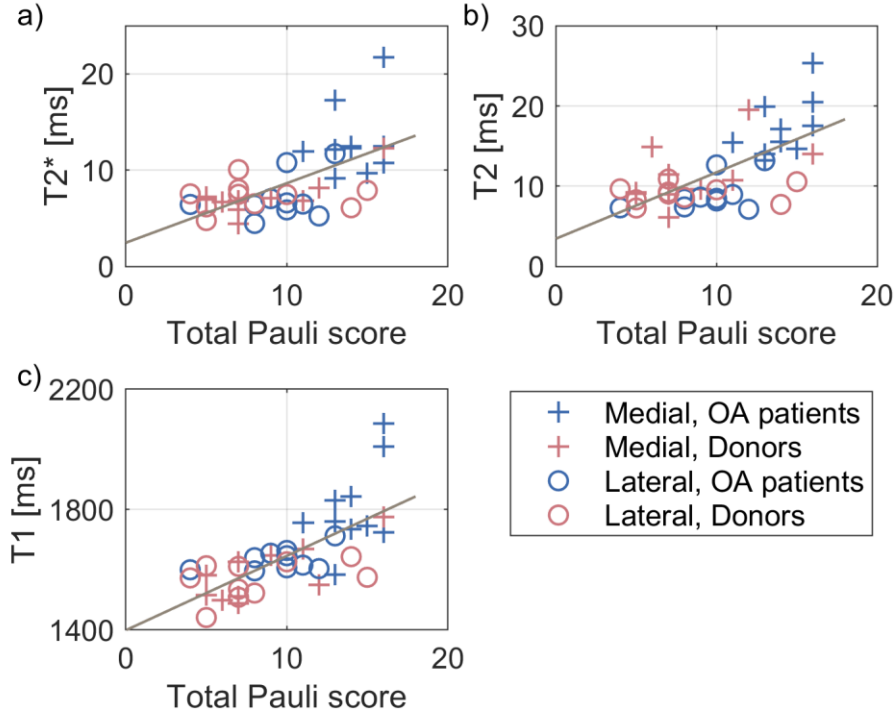 a)
T2* [ms]
20
10
0
0 10 20
Total Pauli score
b)
T2 [ms]
30
20
10
0
0 10 20
Total Pauli score
c)
T1 [ms]
2200
1800
1400
0 10 20
Total Pauli score
Medial, OA patients
Medial, Donors
Lateral, OA patients
Lateral, Donors